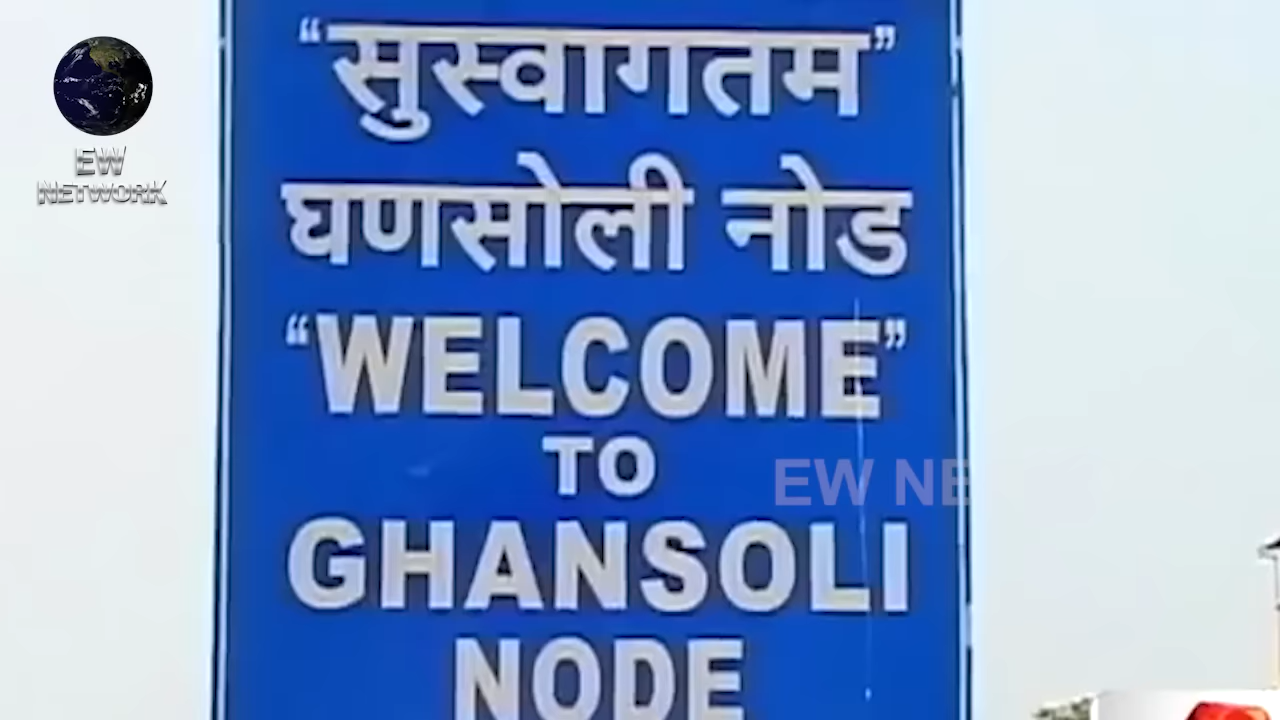 EW
NETWORK
“सुस्वागतम”
घणसोली नोड
“WELCOME”
TO
EW NE
GHANSOLI
NODE